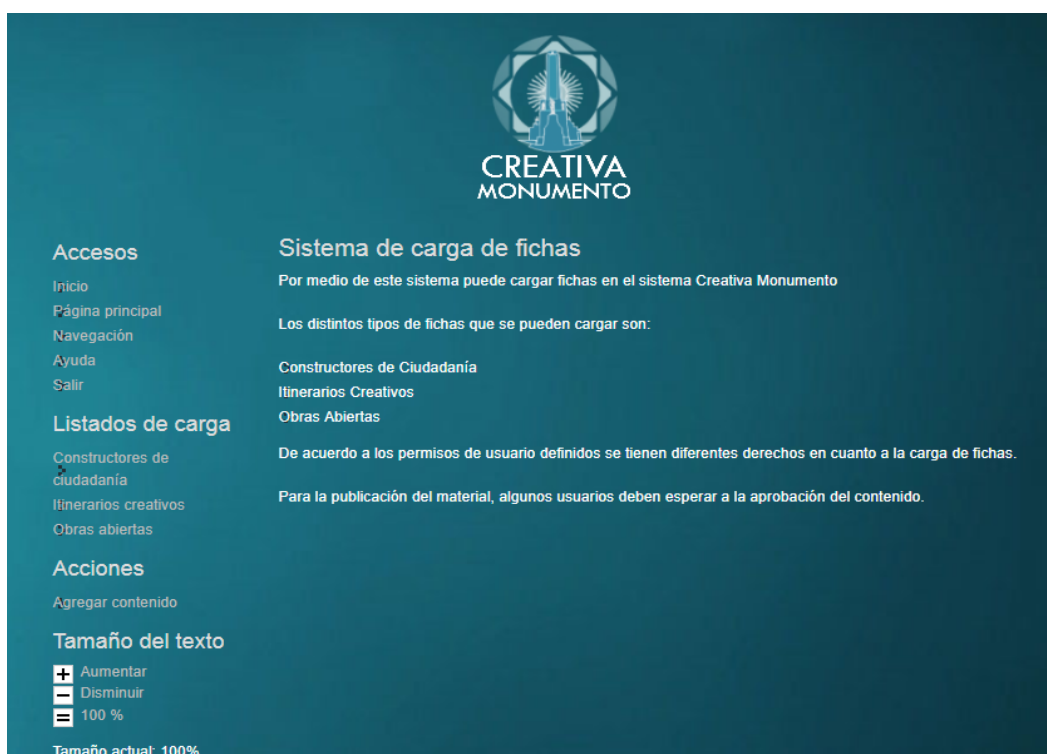 CREATIVA
MONUMENTO
Accesos
Inicio
Página principal
Navegación
Ayuda
Salir
Listados de carga
Constructores de
ciudadanía
Itinerarios creativos
Obras abiertas
Acciones
Agregar contenido
Tamaño del texto
+ Aumentar
− Disminuir
= 100 %
Tamaño actual: 100%
Sistema de carga de fichas
Por medio de este sistema puede cargar fichas en el sistema Creativa Monumento
Los distintos tipos de fichas que se pueden cargar son:
Constructores de Ciudadanía
Itinerarios Creativos
Obras Abiertas
De acuerdo a los permisos de usuario definidos se tienen diferentes derechos en cuanto a la carga de fichas.
Para la publicación del material, algunos usuarios deben esperar a la aprobación del contenido.